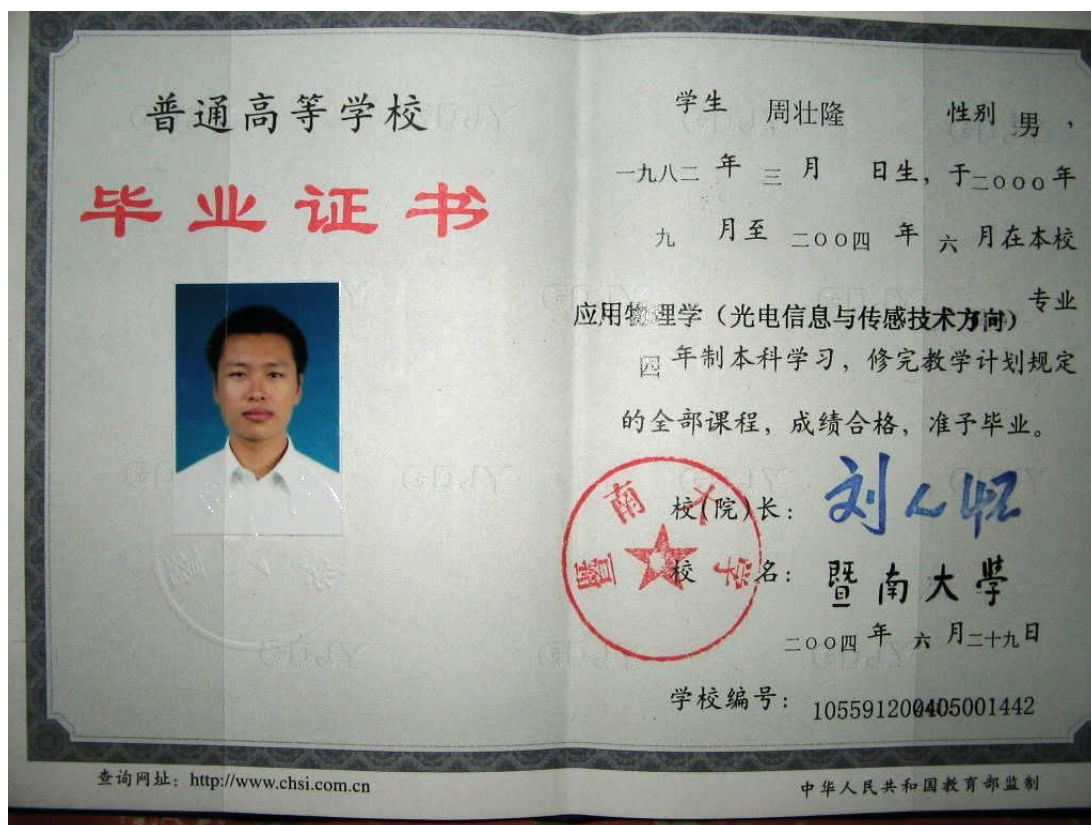 普通高等学校
毕业证书
学生 周壮隆 性别 男 ，
一九八二 年 三 月 日生，于二〇〇〇年
九 月至 二〇〇四 年 六 月在本校
应用物理学（光电信息与传感技术方向） 专业
四 年制本科学习，修完教学计划规定
的全部课程，成绩合格，准予毕业。
校(院)长： 刘人怀
校 名： 暨南大學
暨南大学
二〇〇四 年 六 月二十九日
学校编号： 105591200405001442
查询网址：http://www.chsi.com.cn
中华人民共和国教育部监制